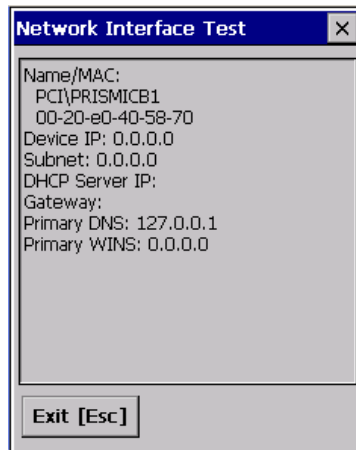 Network Interface Test
Name/MAC:
PCI\PRISMICB1
00-20-e0-40-58-70
Device IP: 0.0.0.0
Subnet: 0.0.0.0
DHCP Server IP:
Gateway:
Primary DNS: 127.0.0.1
Primary WINS: 0.0.0.0
Exit [Esc]